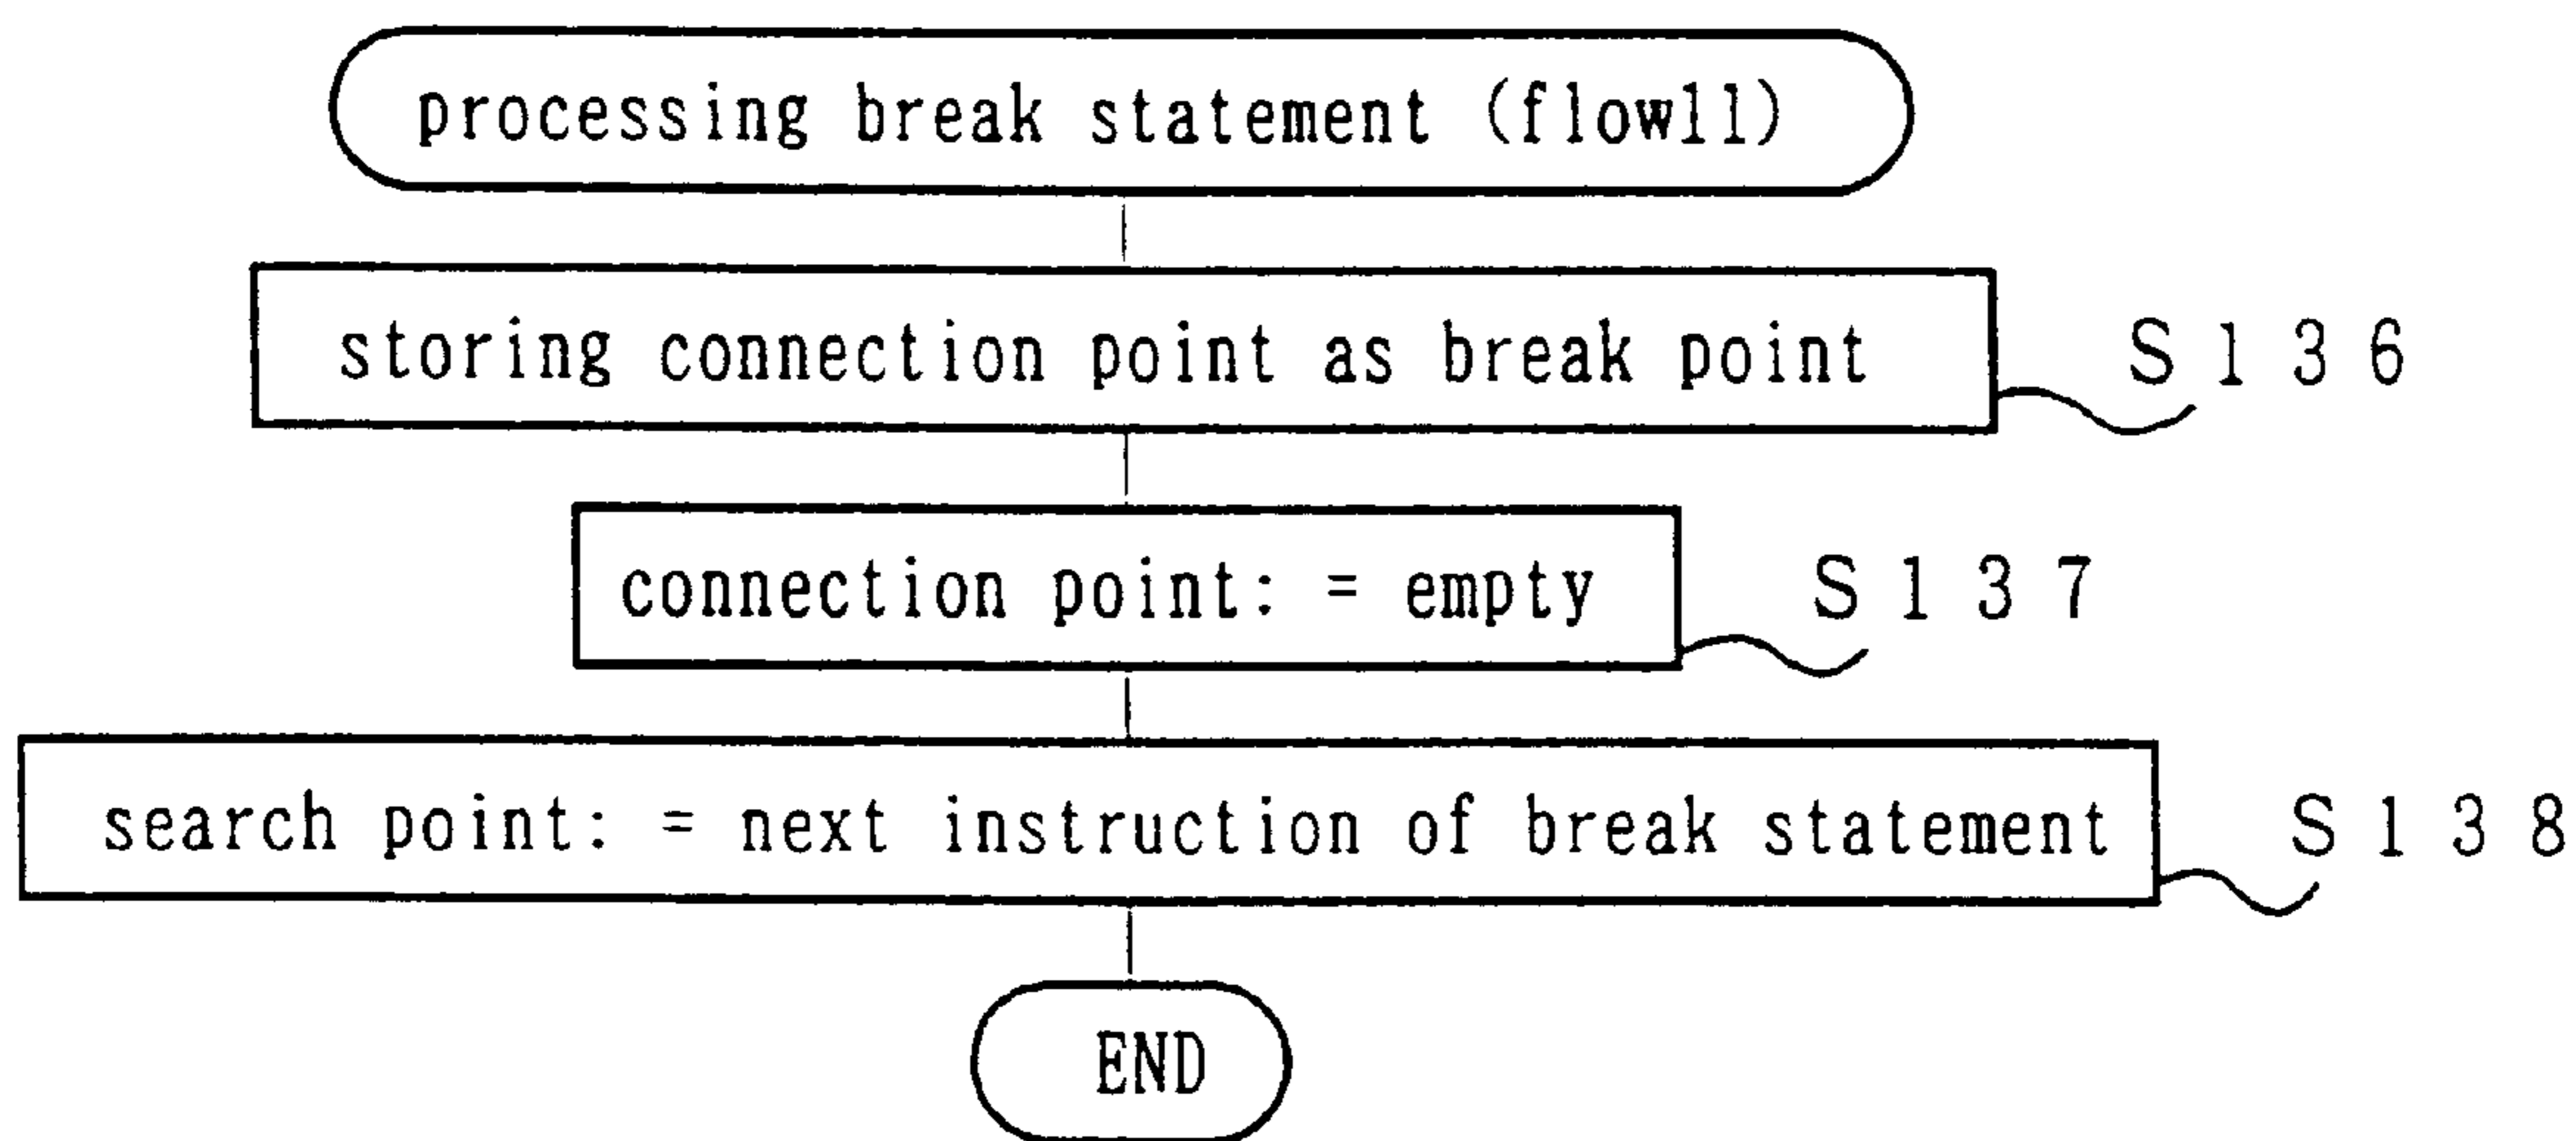 processing break statement (flow11)
storing connection point as break point S136
connection point: = empty S137
search point: = next instruction of break statement S138
END